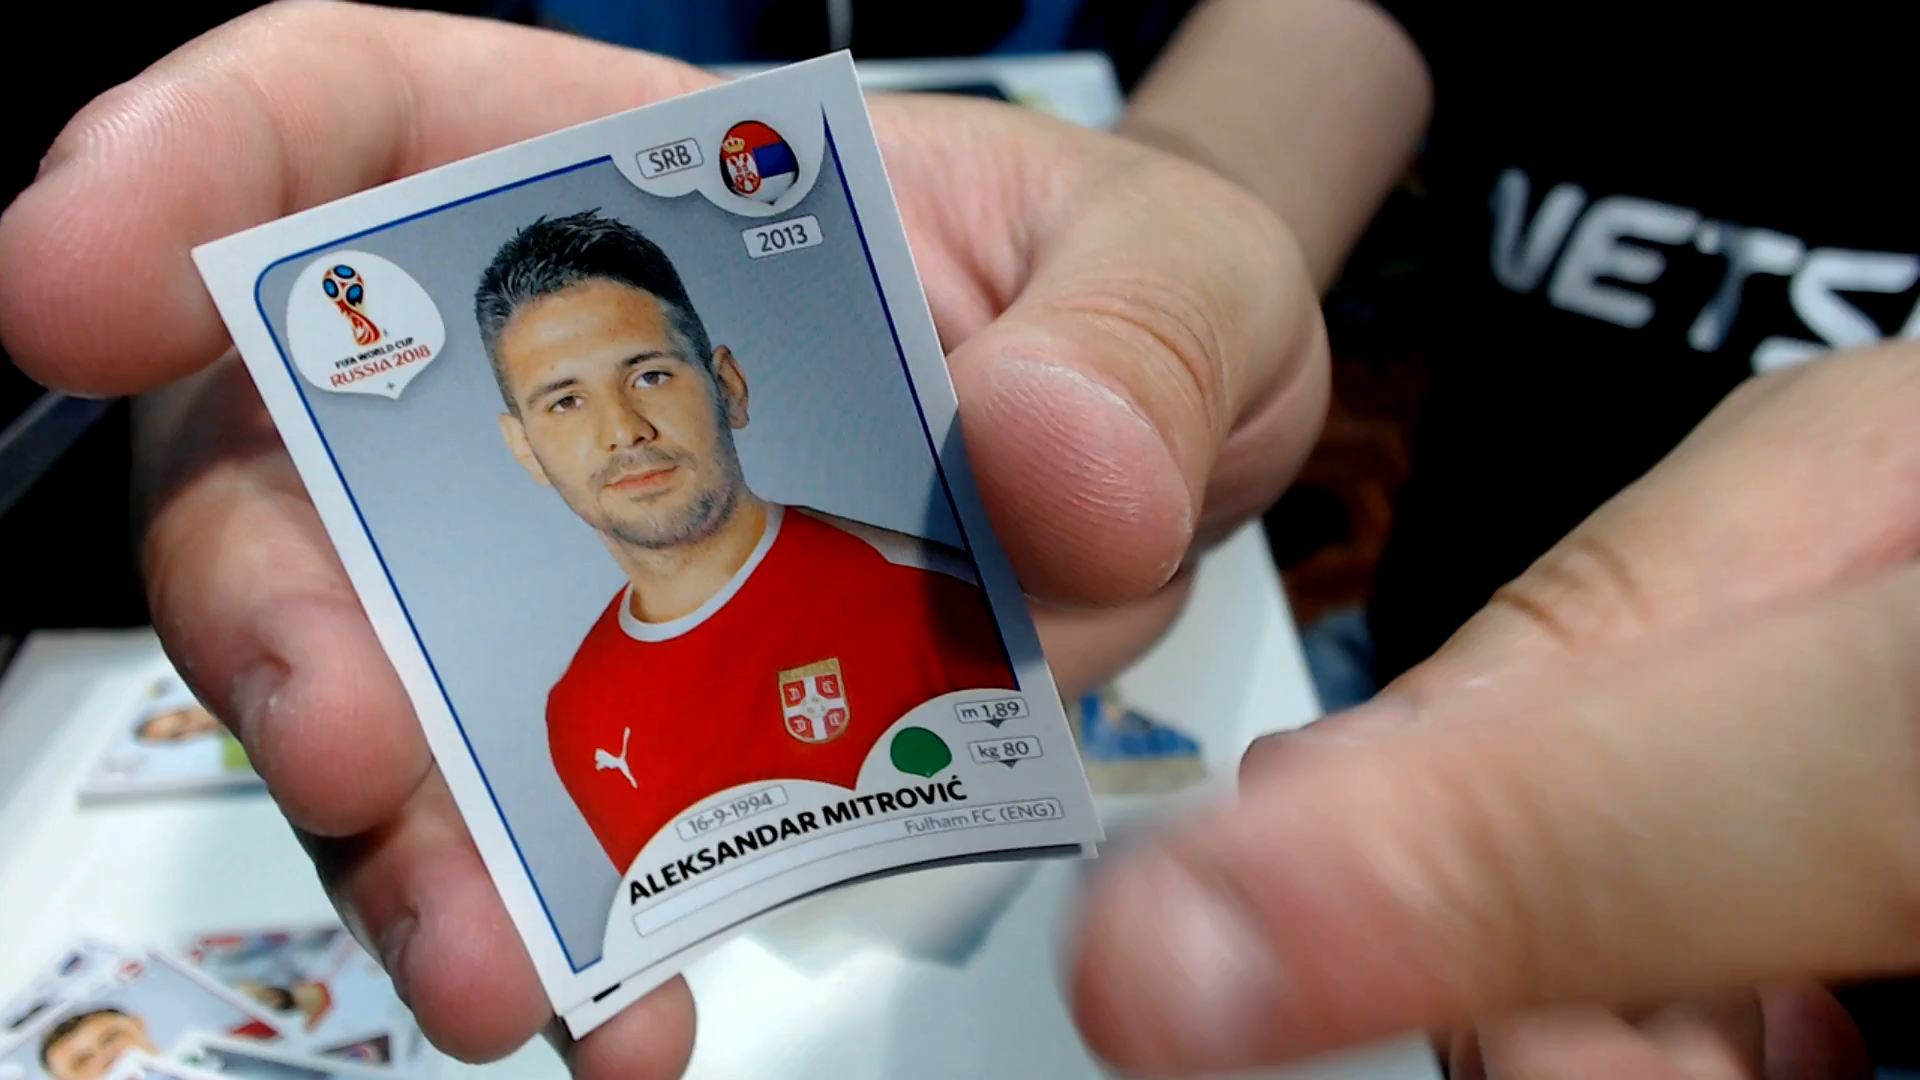 SRB
2013
FIFA WORLD CUP
RUSSIA 2018
NETS
m 1,89
kg 80
16-9-1994
ALEKSANDAR MITROVIĆ
Fulham FC (ENG)